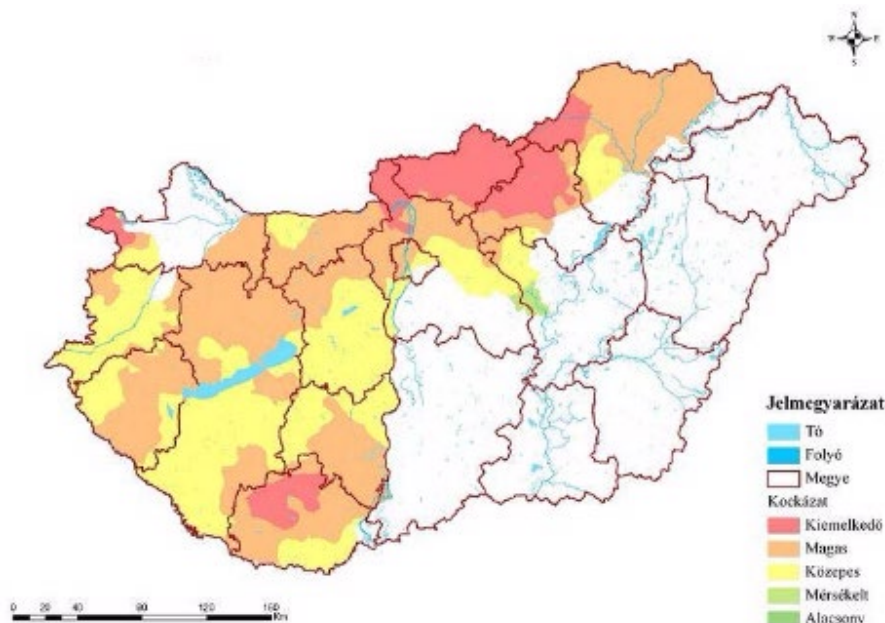 N
W E
S
Jelmegyarázat
Tó
Folyó
Megye
Kockázat
Kiemelkedő
Magas
Közepes
Mérsékelt
Alacsony
0 20 40 80 120 160
Km